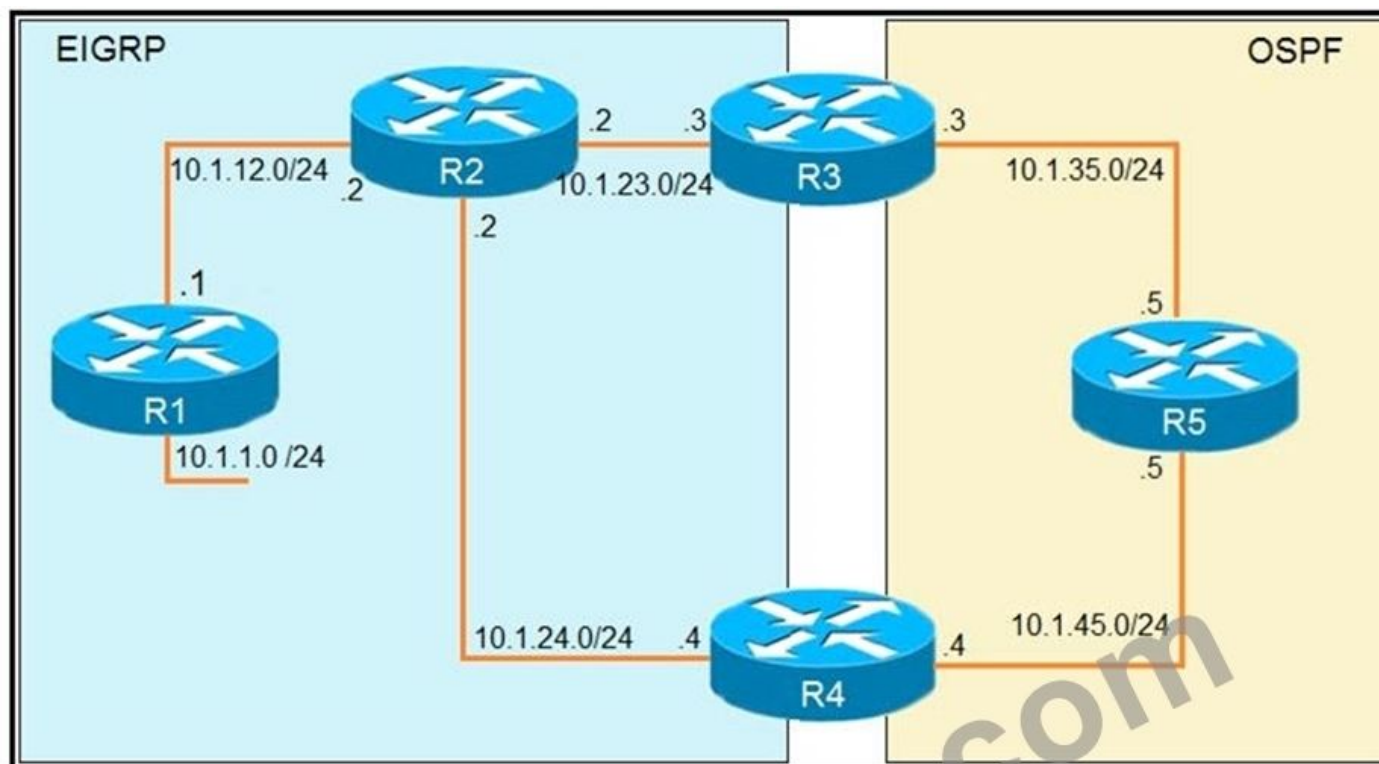 EIGRP
OSPF
.2
.3
.3
10.1.12.0/24
R2
10.1.23.0/24
R3
10.1.35.0/24
.2
.2
.1
.5
R1
R5
10.1.1.0 /24
.5
10.1.24.0/24
.4
.4
10.1.45.0/24
R4
com